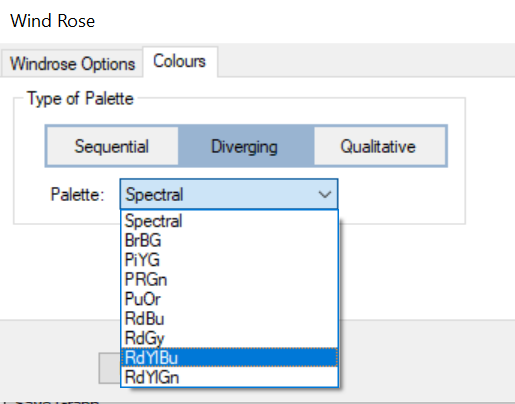 Wind Rose
Windrose Options Colours
Type of Palette
Sequential Diverging Qualitative
Palette: Spectral
Spectral
BrBG
PiYG
PRGn
PuOr
RdBu
RdGy
RdYlBu
RdYlGn